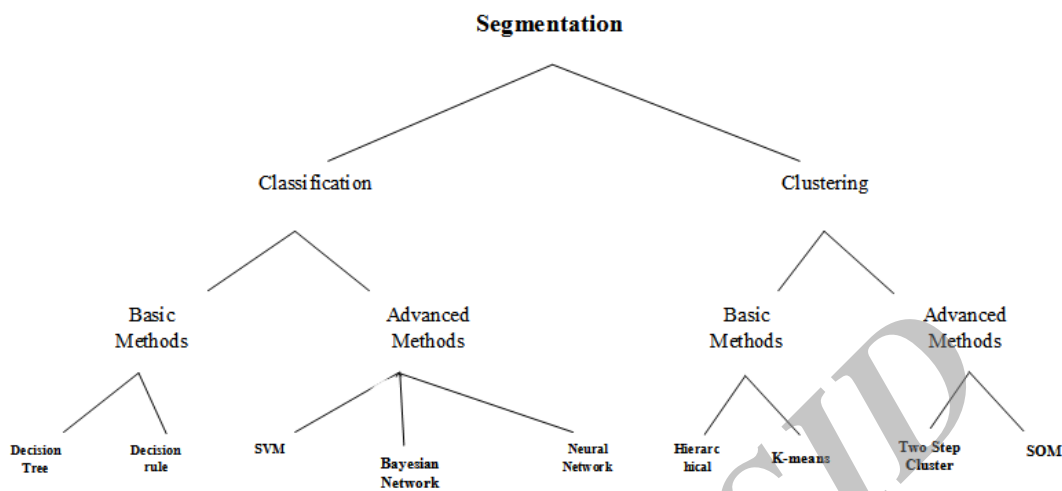 Segmentation
Classification
Clustering
Basic
Methods
Advanced
Methods
Basic
Methods
Advanced
Methods
Decision
Tree
Decision
rule
SVM
Bayesian
Network
Neural
Network
Hierarc
hical
K-means
Two Step
Cluster
SOM
SID